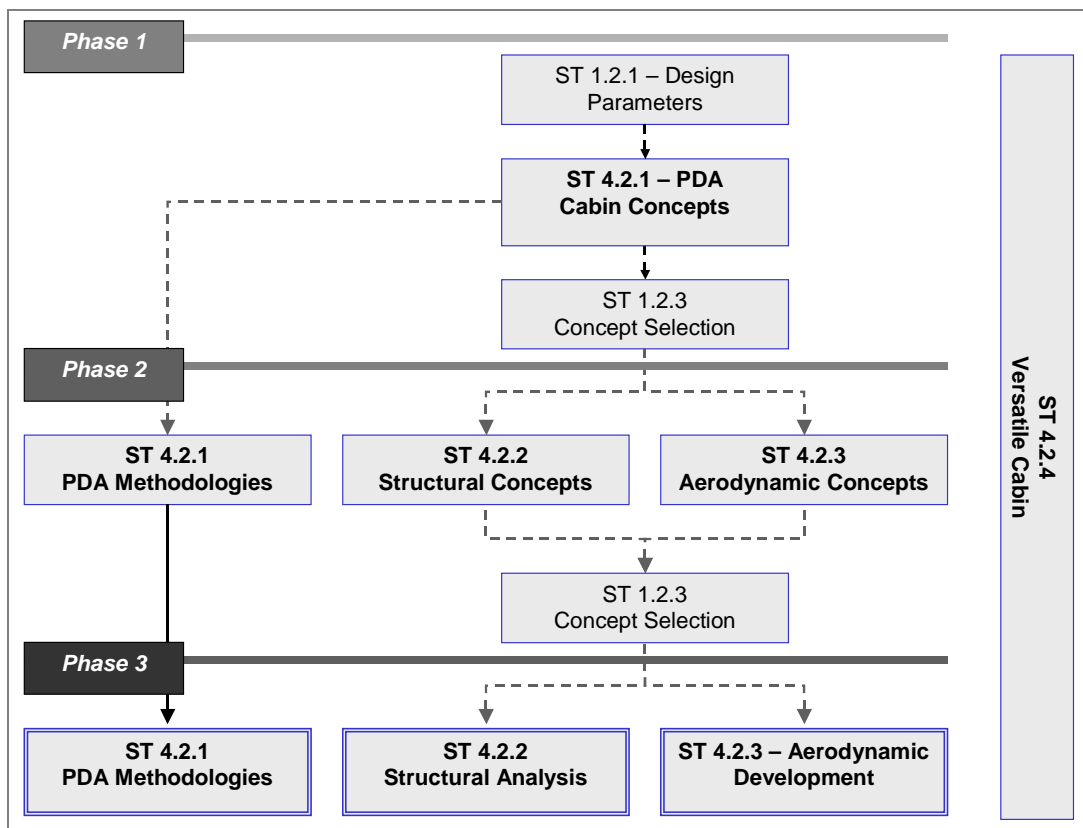 Phase 1
ST 1.2.1 – Design
Parameters
ST 4.2.1 – PDA
Cabin Concepts
ST 1.2.3
Concept Selection
Phase 2
ST 4.2.1
PDA Methodologies
ST 4.2.2
Structural Concepts
ST 4.2.3
Aerodynamic Concepts
ST 1.2.3
Concept Selection
Phase 3
ST 4.2.1
PDA Methodologies
ST 4.2.2
Structural Analysis
ST 4.2.3 – Aerodynamic
Development
ST 4.2.4
Versatile Cabin